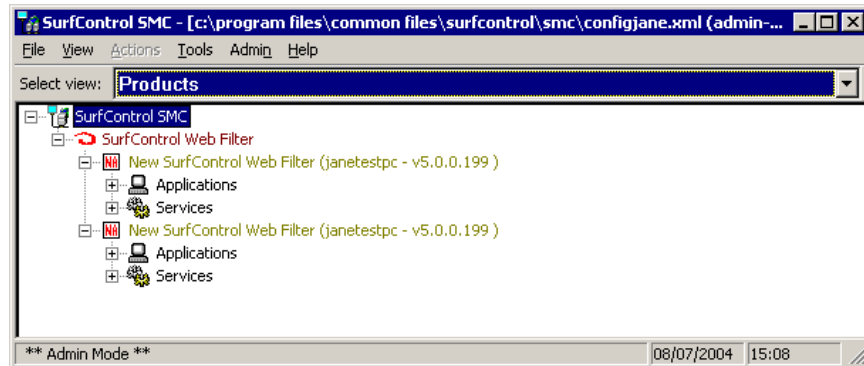 SurfControl SMC - [c:\program files\common files\surfcontrol\smc\configjane.xml (admin-...
File View Actions Tools Admin Help
Select view: Products
SurfControl SMC
SurfControl Web Filter
NA New SurfControl Web Filter (janetestpc - v5.0.0.199 )
Applications
Services
NA New SurfControl Web Filter (janetestpc - v5.0.0.199 )
Applications
Services
** Admin Mode ** 08/07/2004 15:08